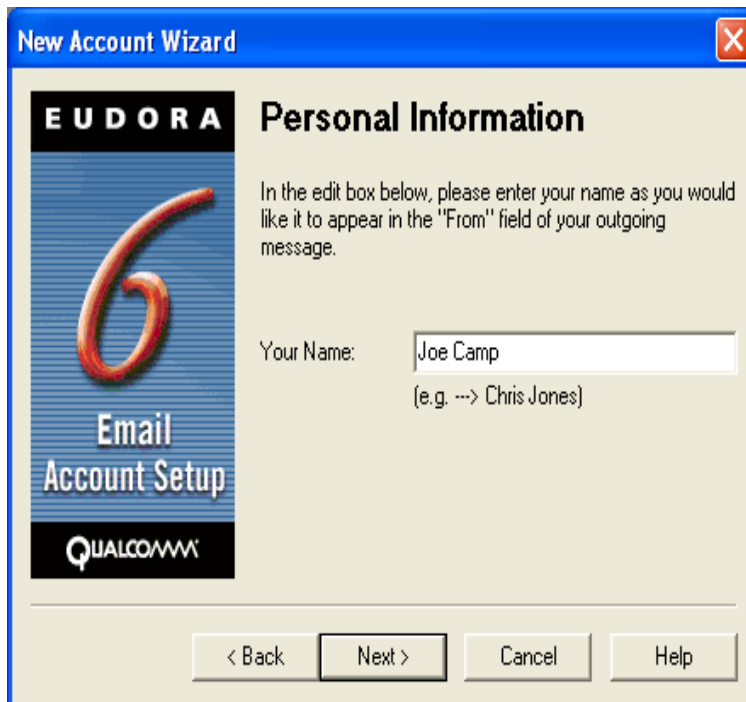 New Account Wizard
EUDORA
6
Email
Account Setup
QUALCOMM
Personal Information
In the edit box below, please enter your name as you would
like it to appear in the "From" field of your outgoing
message.
Your Name:
Joe Camp
(e.g. ---> Chris Jones)
< Back
Next >
Cancel
Help